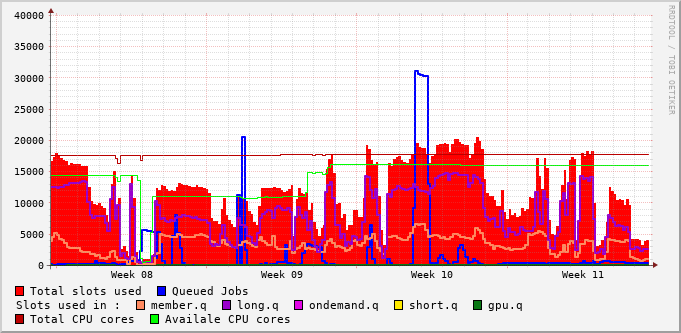 40000
35000
30000
25000
20000
15000
10000
5000
0
Week 08 Week 09 Week 10 Week 11
RRDTOOL / TOBI OETIKER
Total slots used Queued Jobs
Slots used in : member.q long.q ondemand.q short.q gpu.q
Total CPU cores Availale CPU cores